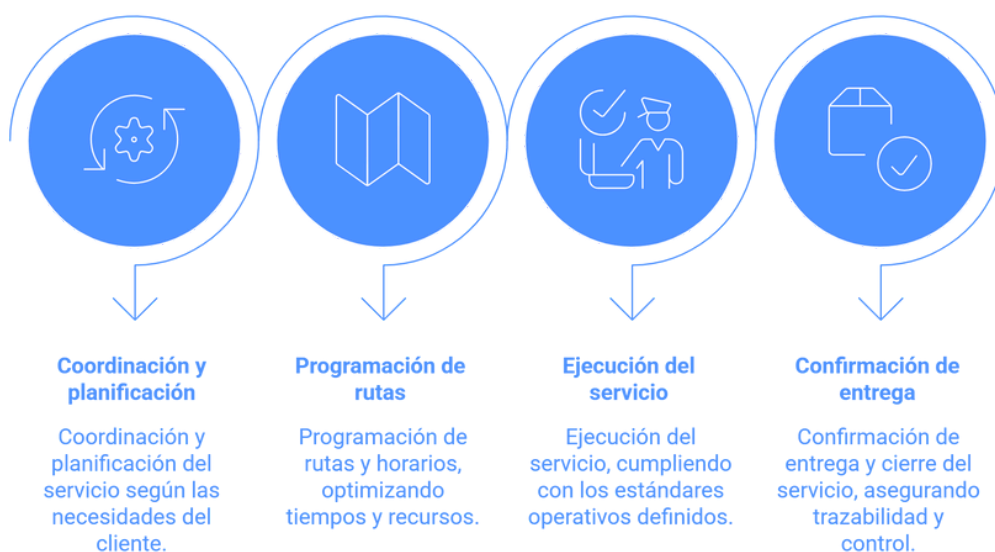 Coordinación y
planificación
Coordinación y
planificación del
servicio según las
necesidades del
cliente.
Programación de
rutas
Programación de
rutas y horarios,
optimizando
tiempos y recursos.
Ejecución del
servicio
Ejecución del
servicio, cumpliendo
con los estándares
operativos definidos.
Confirmación de
entrega
Confirmación de
entrega y cierre del
servicio, asegurando
trazabilidad y
control.